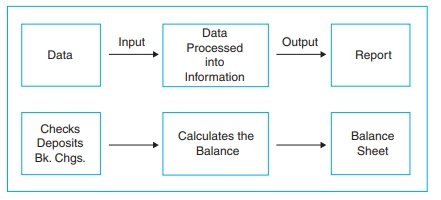 Data
Input
Data
Processed
into
Information
Output
Report
Checks
Deposits
Bk. Chgs.
Calculates the
Balance
Balance
Sheet